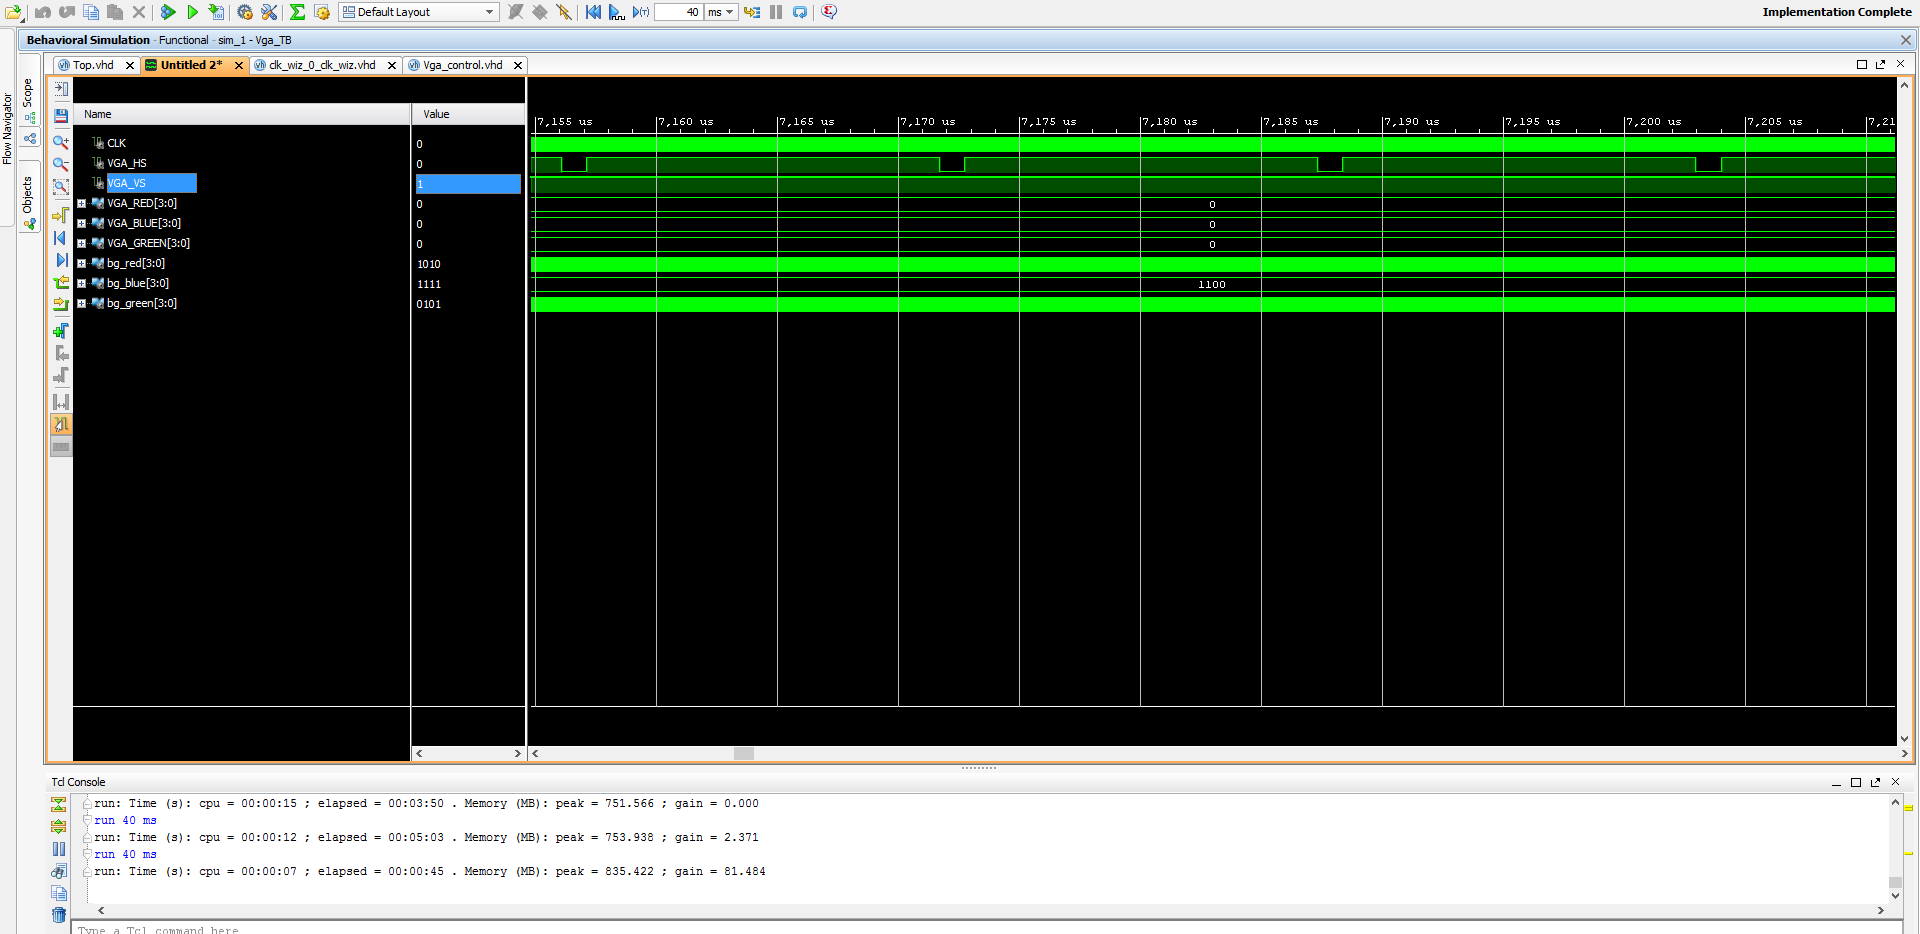 Default Layout
40 ms
Implementation Complete
Behavioral Simulation - Functional - sim_1 - Vga_TB
Top.vhd
Untitled 2*
clk_wiz_0_clk_wiz.vhd
Vga_control.vhd
Flow Navigator
Scope
Objects
Name Value
7,155 us 7,160 us 7,165 us 7,170 us 7,175 us 7,180 us 7,185 us 7,190 us 7,195 us 7,200 us 7,205 us 7,21
CLK 0
VGA_HS 0
VGA_VS 1
VGA_RED[3:0] 0 0
VGA_BLUE[3:0] 0 0
VGA_GREEN[3:0] 0 0
bg_red[3:0] 1010
bg_blue[3:0] 1111 1100
bg_green[3:0] 0101
Tcl Console
run: Time (s): cpu = 00:00:15 ; elapsed = 00:03:50 . Memory (MB): peak = 751.566 ; gain = 0.000
run 40 ms
run: Time (s): cpu = 00:00:12 ; elapsed = 00:05:03 . Memory (MB): peak = 753.938 ; gain = 2.371
run 40 ms
run: Time (s): cpu = 00:00:07 ; elapsed = 00:00:45 . Memory (MB): peak = 835.422 ; gain = 81.484
Type a Tcl command here